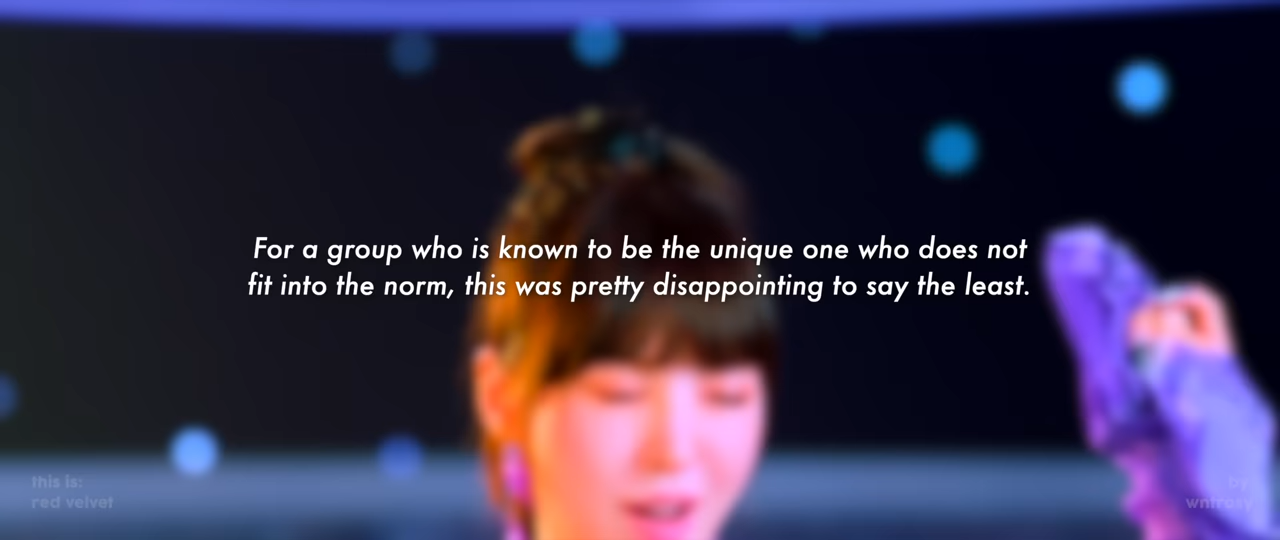 For a group who is known to be the unique one who does not
fit into the norm, this was pretty disappointing to say the least.
this is:
red velvet
by